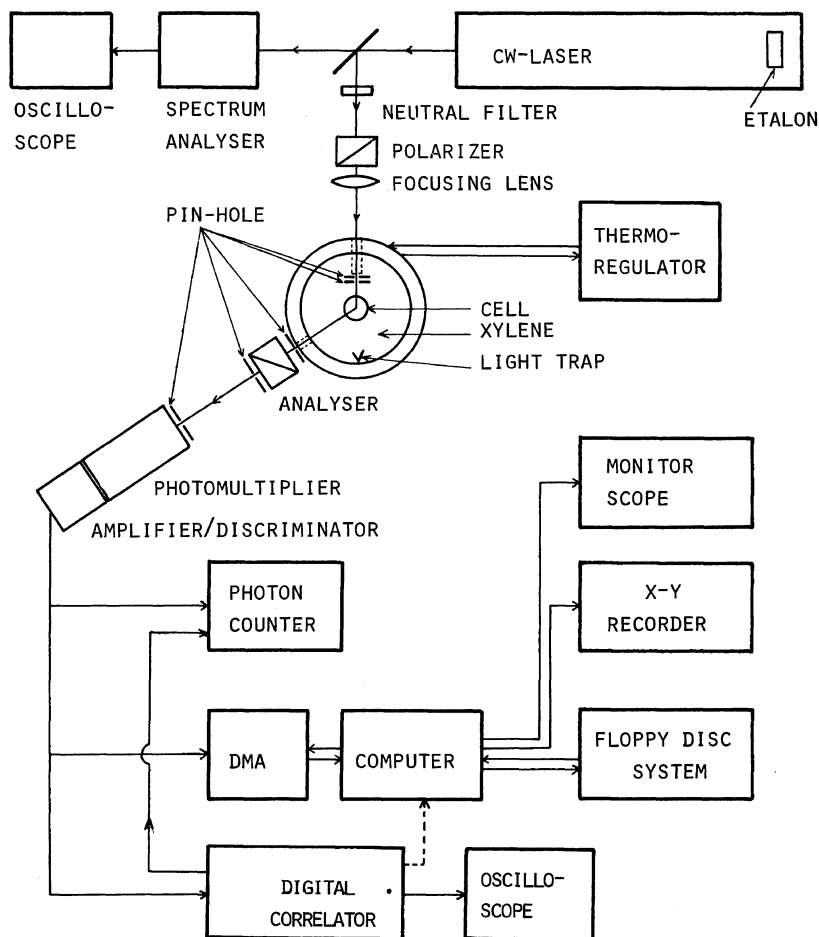 OSCILLO-
SCOPE
SPECTRUM
ANALYSER
CW-LASER
ETALON
NEUTRAL FILTER
POLARIZER
FOCUSING LENS
PIN-HOLE
THERMO-
REGULATOR
CELL
XYLENE
LIGHT TRAP
ANALYSER
PHOTOMULTIPLIER
AMPLIFIER/DISCRIMINATOR
MONITOR
SCOPE
PHOTON
COUNTER
X-Y
RECORDER
DMA
COMPUTER
FLOPPY DISC
SYSTEM
DIGITAL
CORRELATOR
OSCILLO-
SCOPE